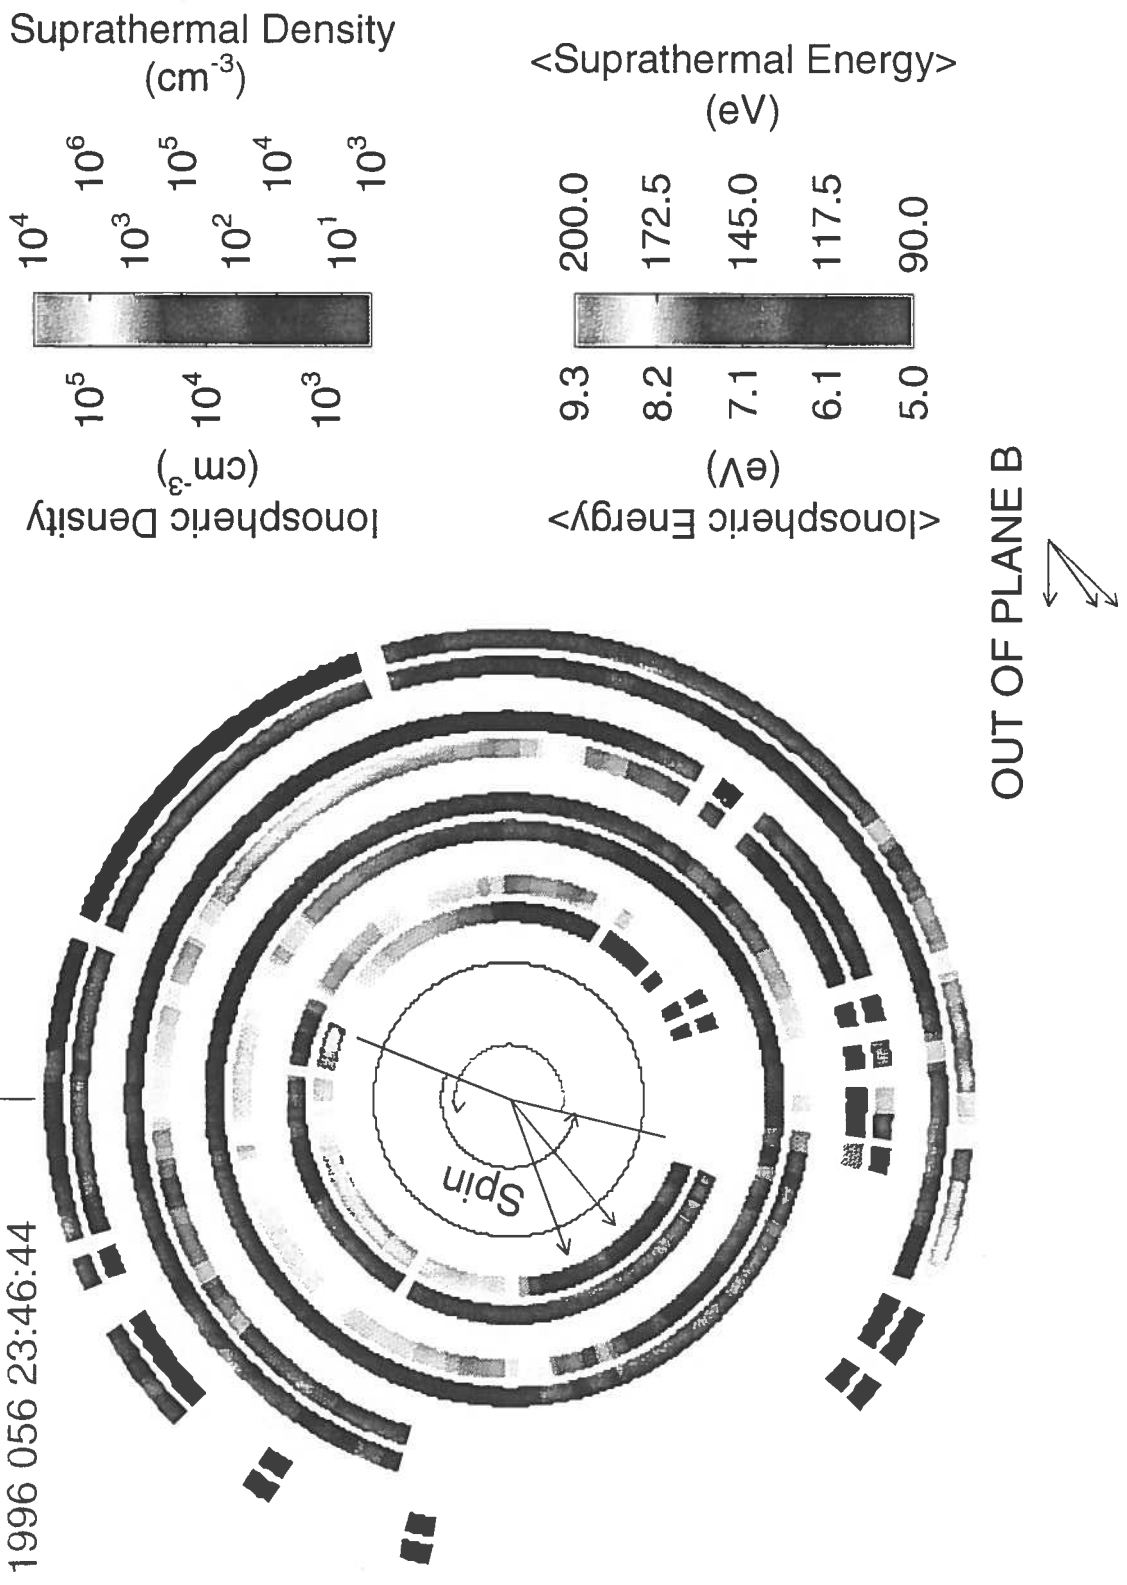 1996 056 23:46:44
Suprathermal Density
(cm⁻³)
10⁶ 10⁵ 10⁴ 10³
10⁴ 10³ 10² 10¹
10⁵ 10⁴ 10³
(cm⁻³)
Ionospheric Density
<Suprathermal Energy>
(eV)
200.0 172.5 145.0 117.5 90.0
9.3 8.2 7.1 6.1 5.0
(eV)
<Ionospheric Energy>
Spin
OUT OF PLANE B